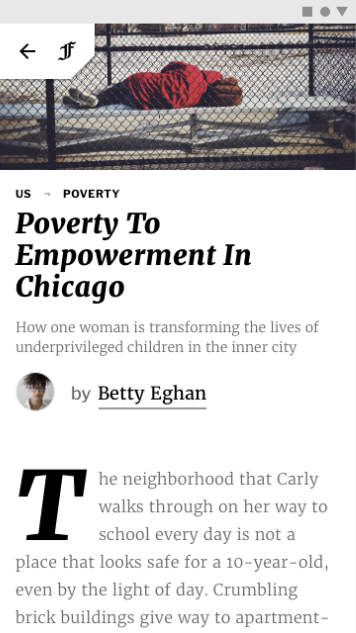 F
US ¬ POVERTY
Poverty To
Empowerment In
Chicago
How one woman is transforming the lives of
underprivileged children in the inner city
by Betty Eghan
The neighborhood that Carly
walks through on her way to
school every day is not a
place that looks safe for a 10-year-old,
even by the light of day. Crumbling
brick buildings give way to apartment-